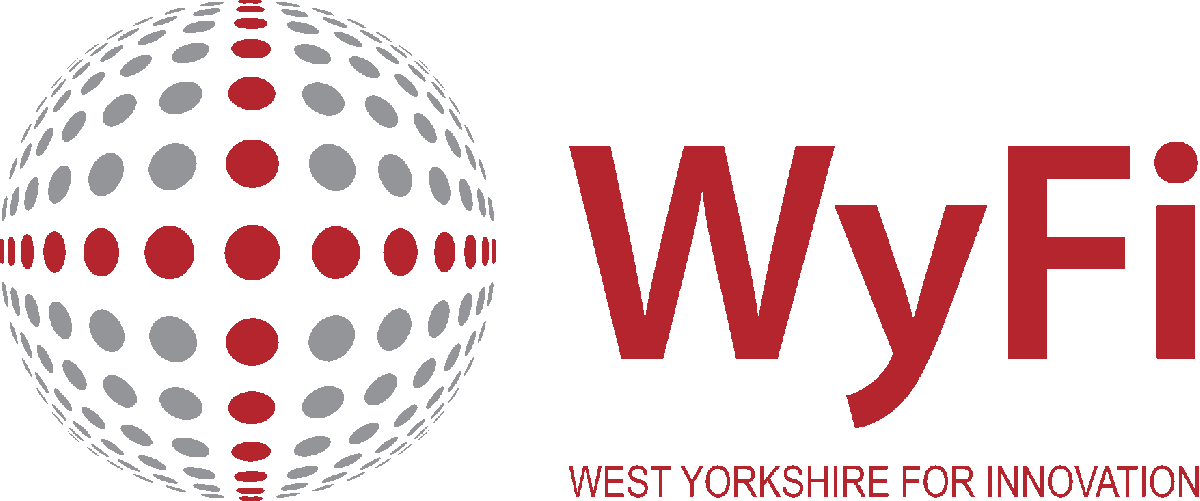 WyFi
WEST YORKSHIRE FOR INNOVATION